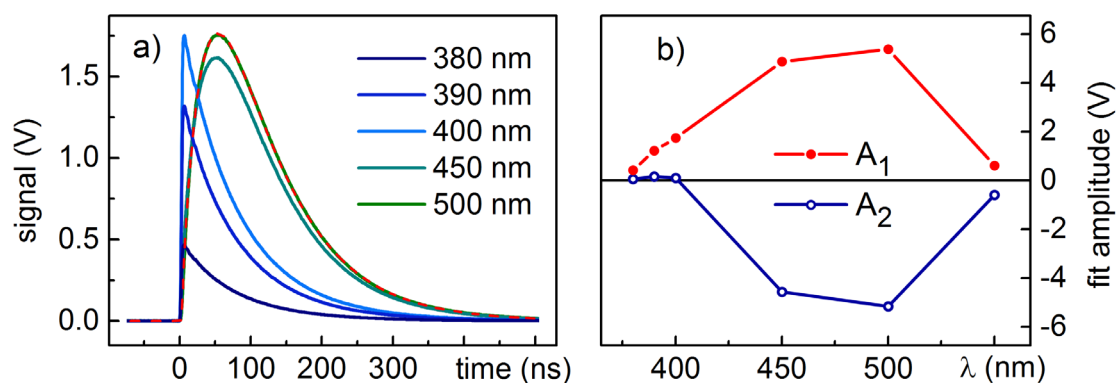 a)
380 nm
390 nm
400 nm
450 nm
500 nm
signal (V)
1.5
1.0
0.5
0.0
0 100 200 300 time (ns)
b)
A1
A2
400 450 500 λ (nm)
6
4
2
0
-2
-4
-6
fit amplitude (V)